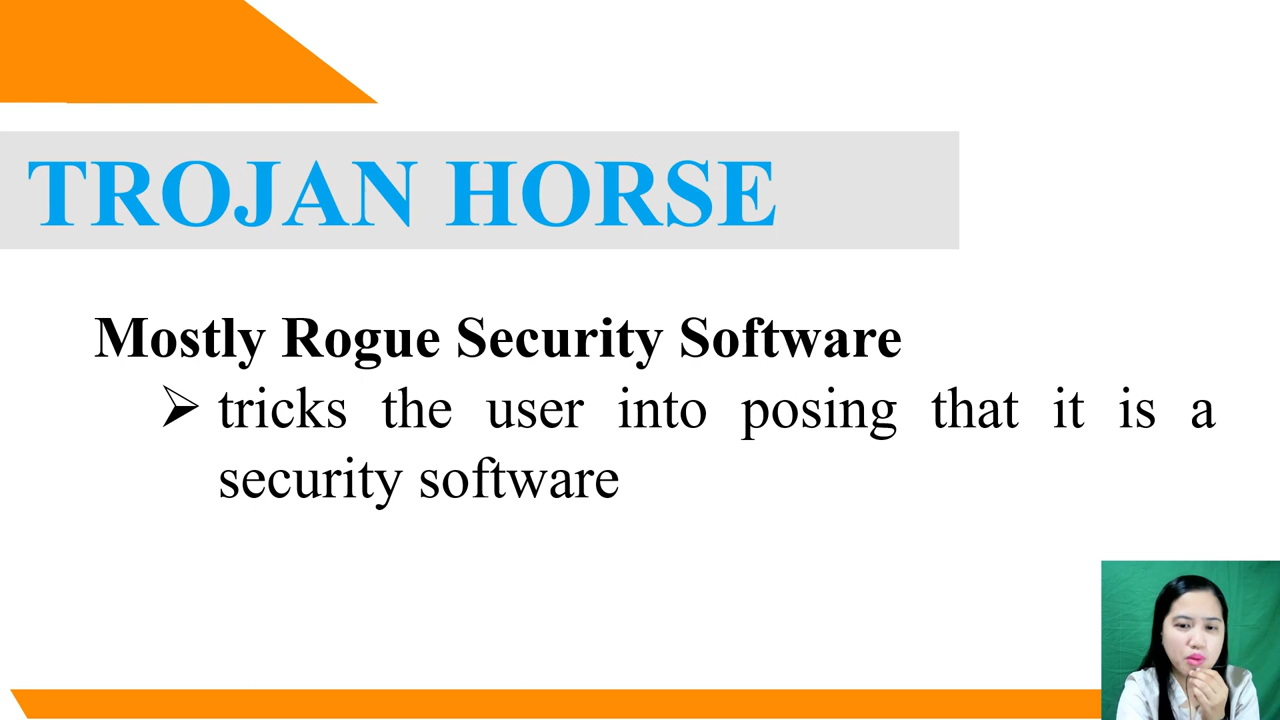 TROJAN HORSE
Mostly Rogue Security Software
➢ tricks the user into posing that it is a
security software